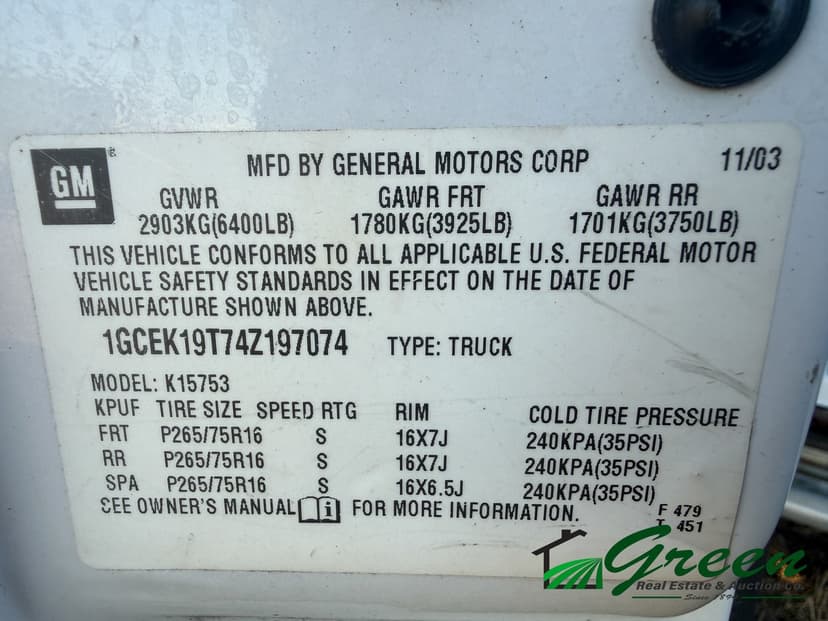 GM
MFD BY GENERAL MOTORS CORP 11/03
GVWR GAWR FRT GAWR RR
2903KG(6400LB) 1780KG(3925LB) 1701KG(3750LB)
THIS VEHICLE CONFORMS TO ALL APPLICABLE U.S. FEDERAL MOTOR
VEHICLE SAFETY STANDARDS IN EFFECT ON THE DATE OF
MANUFACTURE SHOWN ABOVE.
1GCEK19T74Z197074 TYPE: TRUCK
MODEL: K15753
KPUF TIRE SIZE SPEED RTG RIM COLD TIRE PRESSURE
FRT P265/75R16 S 16X7J 240KPA(35PSI)
RR P265/75R16 S 16X7J 240KPA(35PSI)
SPA P265/75R16 S 16X6.5J 240KPA(35PSI)
SEE OWNER'S MANUAL FOR MORE INFORMATION.
F 479
T 451
Green
Real Estate & Auction Co.
Since